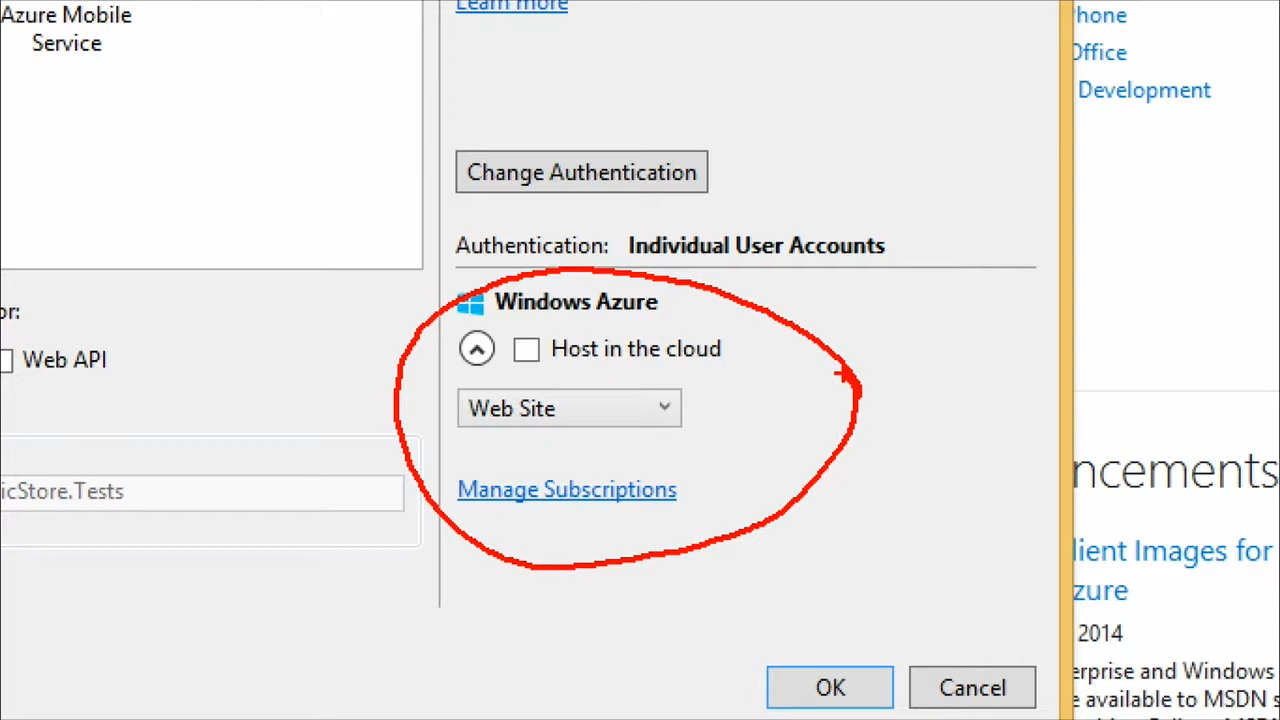 Azure Mobile
Service
Learn more
Change Authentication
Authentication: Individual User Accounts
Windows Azure
Host in the cloud
Web Site
Manage Subscriptions
or:
Web API
icStore.Tests
OK
Cancel
hone
Office
Development
ncements
lient Images for
zure
2014
erprise and Windows
e available to MSDN s